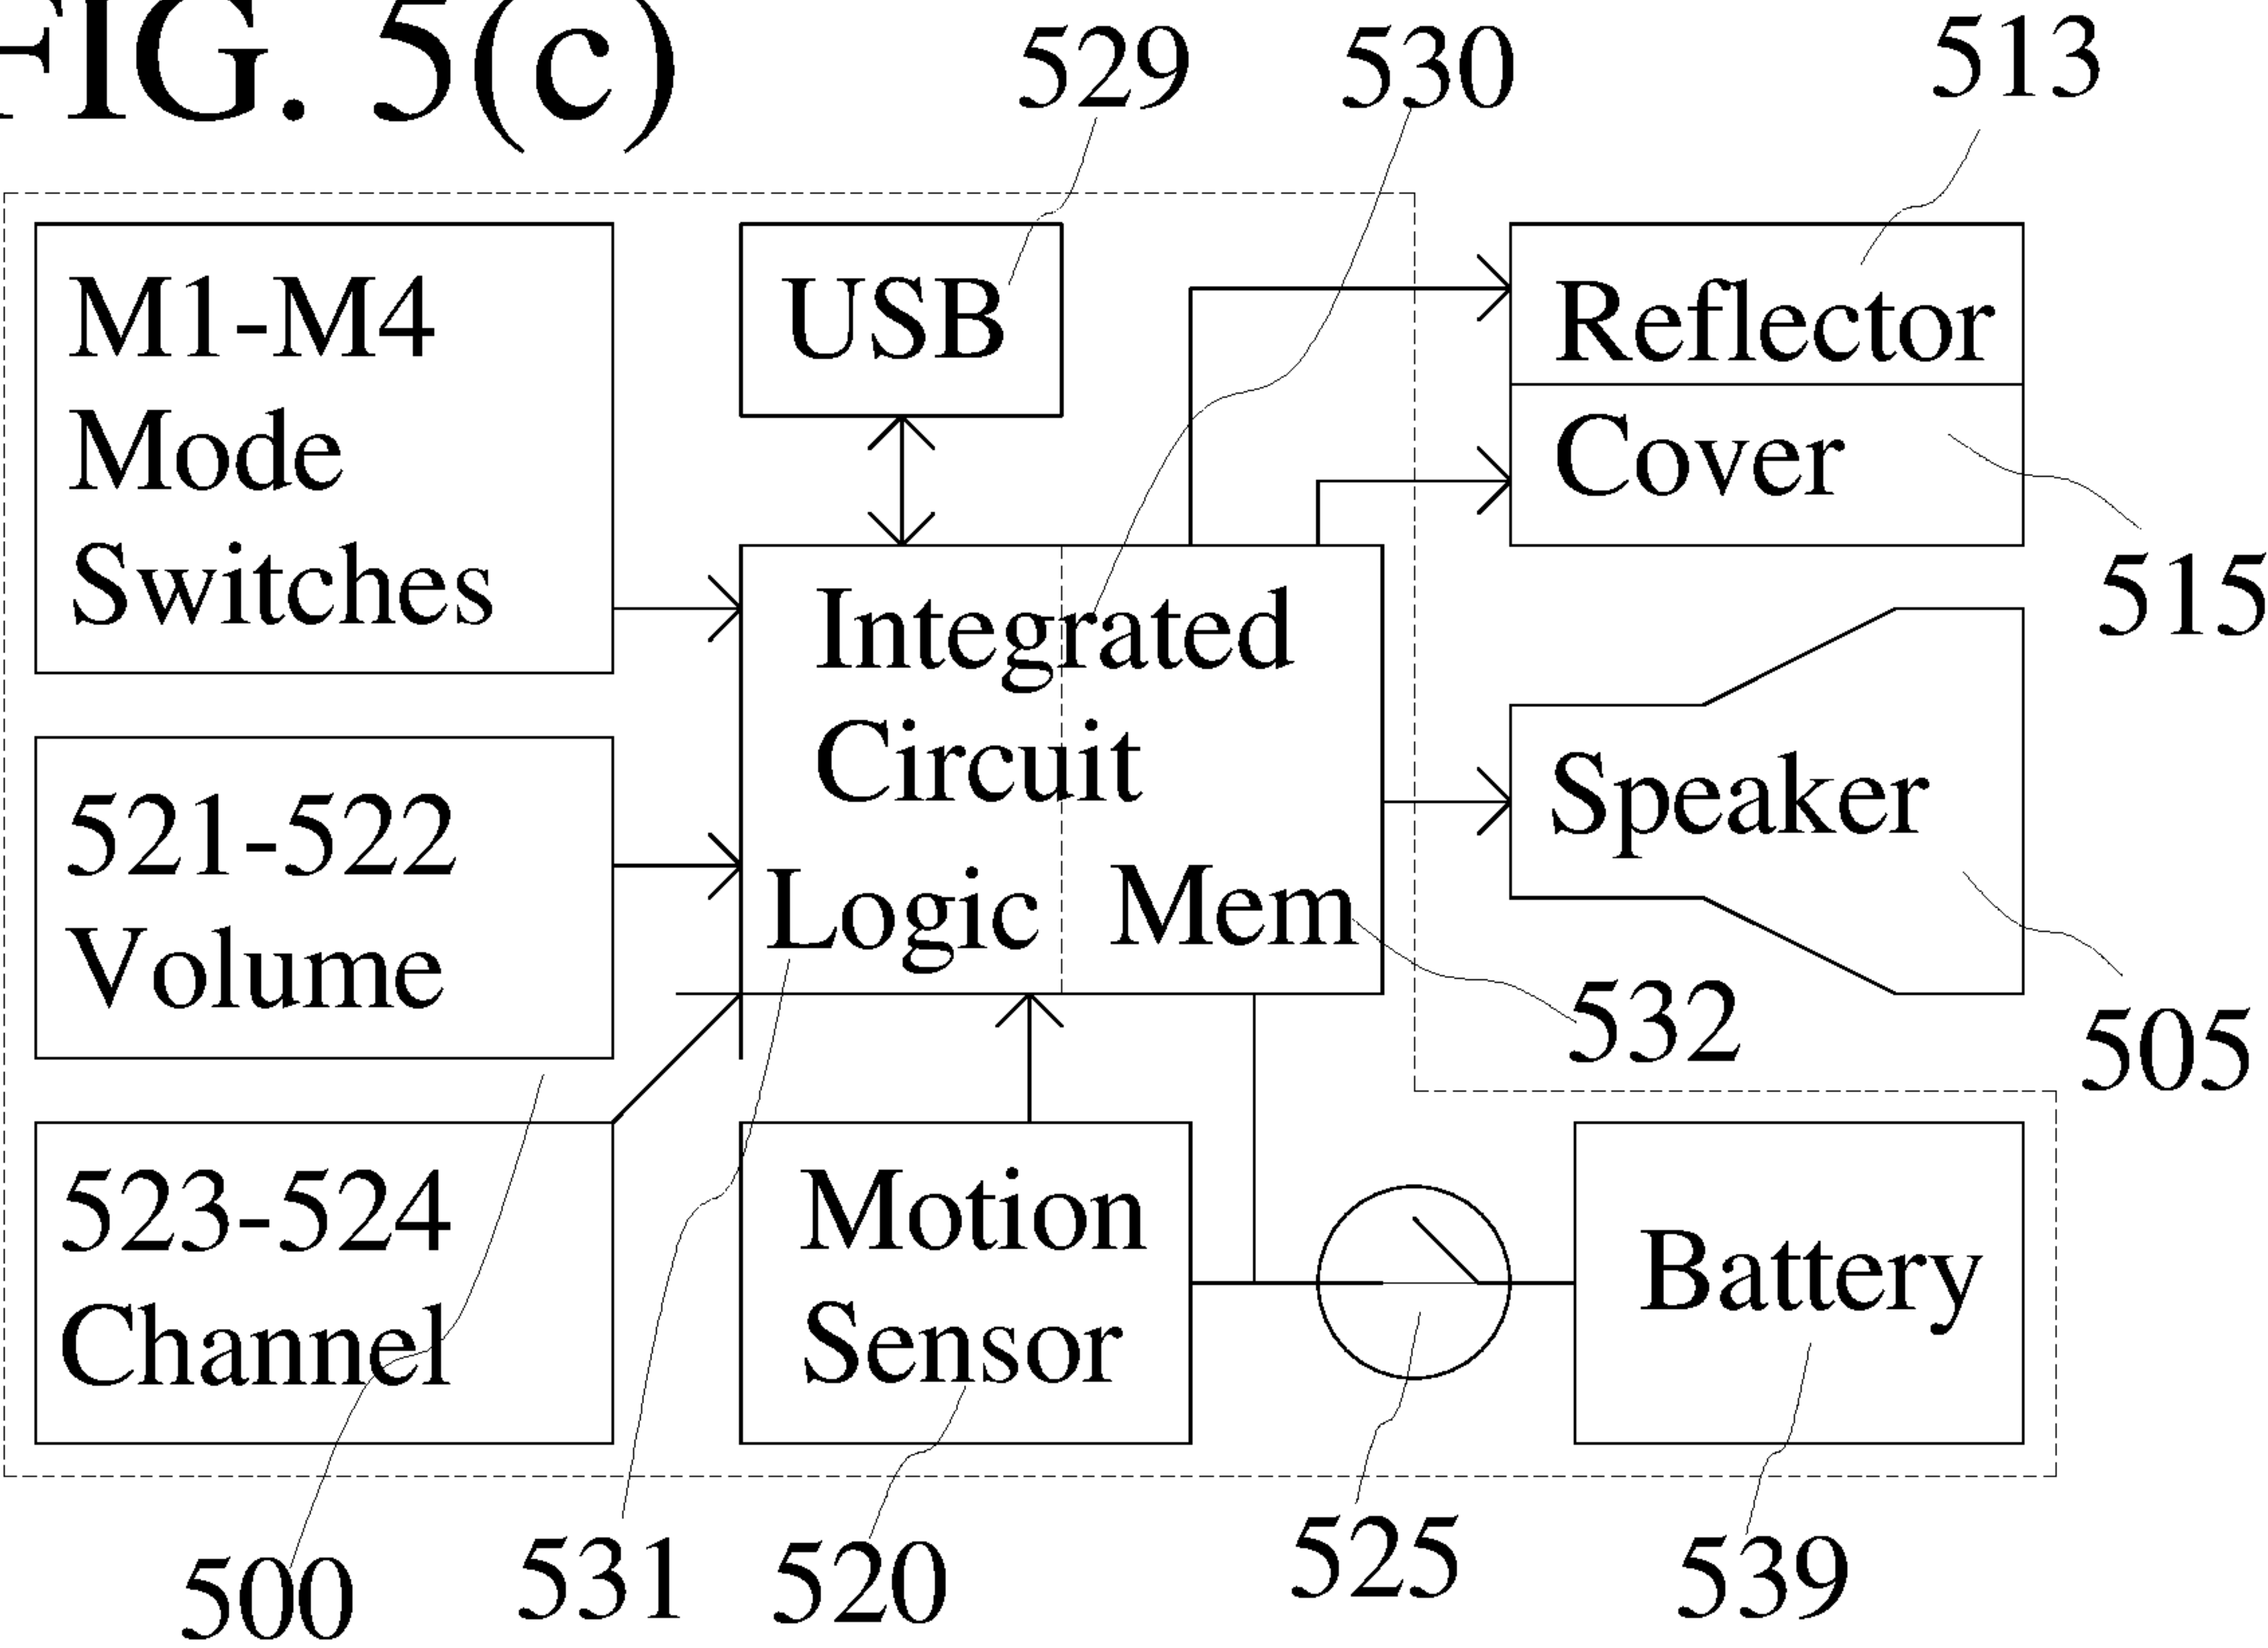 FIG. 5(c)
529
530
513
M1-M4
Mode
Switches
USB
Reflector
Cover
515
Integrated
Circuit
Logic
Mem
521-522
Volume
Speaker
532
505
523-524
Channel
Motion
Sensor
Battery
500
531
520
525
539